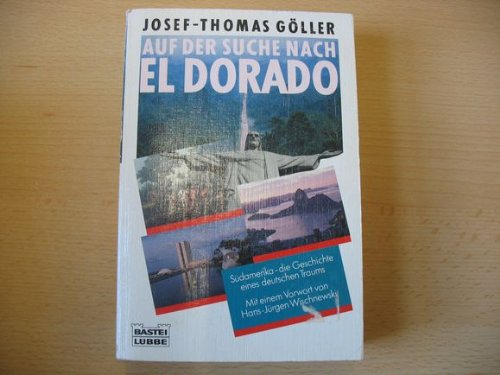 JOSEF-THOMAS GÖLLER
AUF DER SUCHE NACH
EL DORADO
Südamerika - die Geschichte
eines deutschen Traums
Mit einem Vorwort von
Hans-Jürgen Wischnewski
BASTEI
LÜBBE